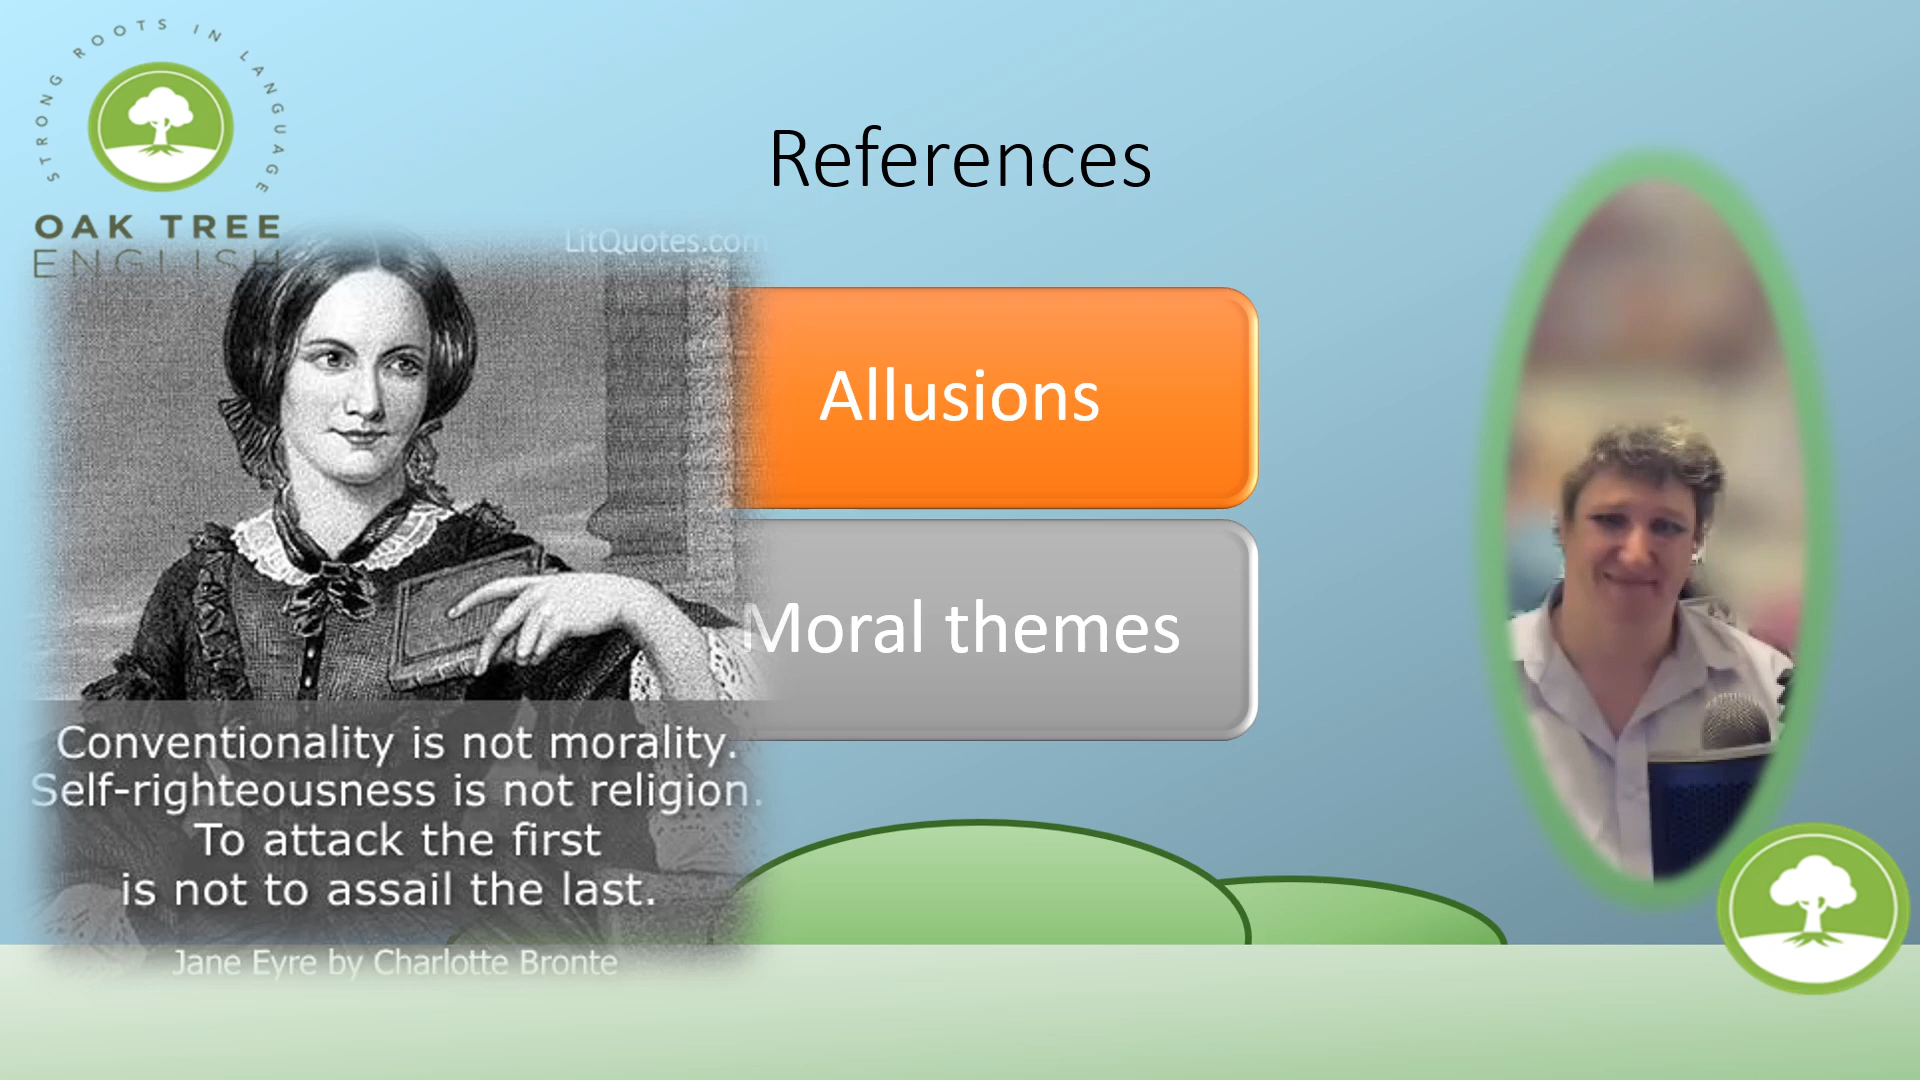 STRONG ROOTS IN LANGUAGE
OAK TREE
ENGLISH
References
LitQuotes.com
Allusions
Moral themes
Conventionality is not morality.
Self-righteousness is not religion.
To attack the first
is not to assail the last.
Jane Eyre by Charlotte Bronte